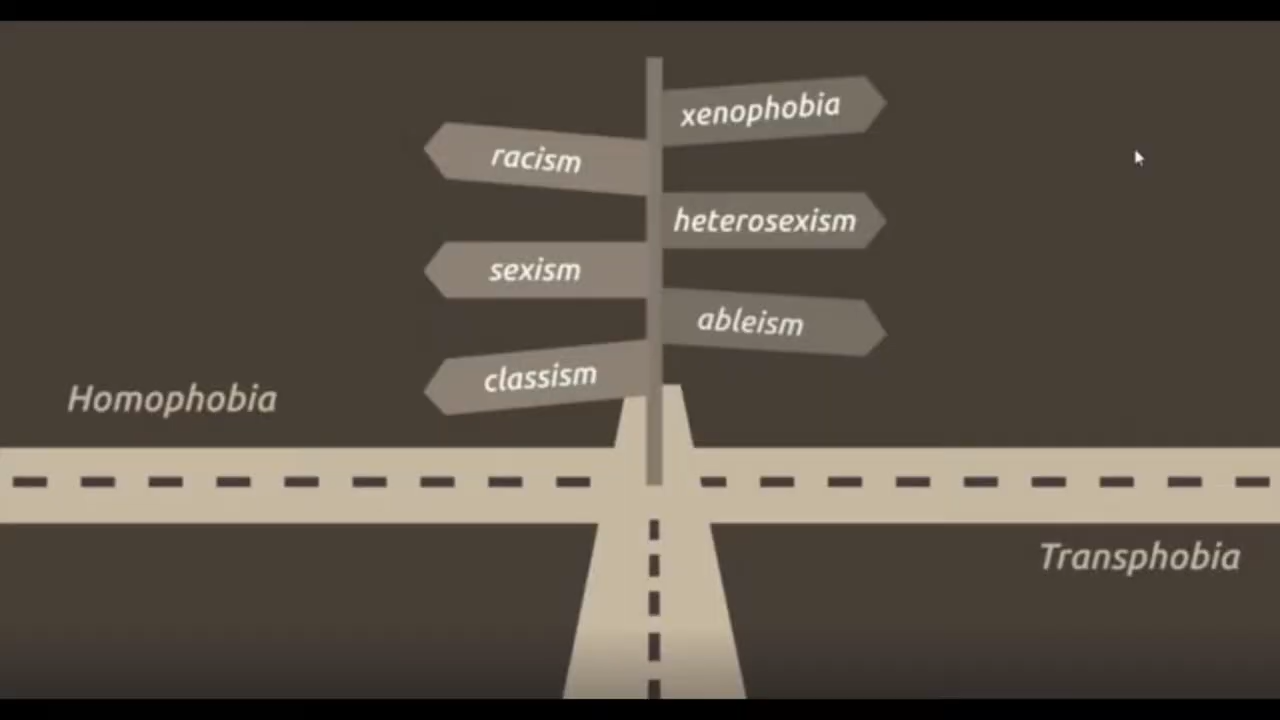 xenophobia
racism
heterosexism
sexism
ableism
classism
Homophobia
Transphobia